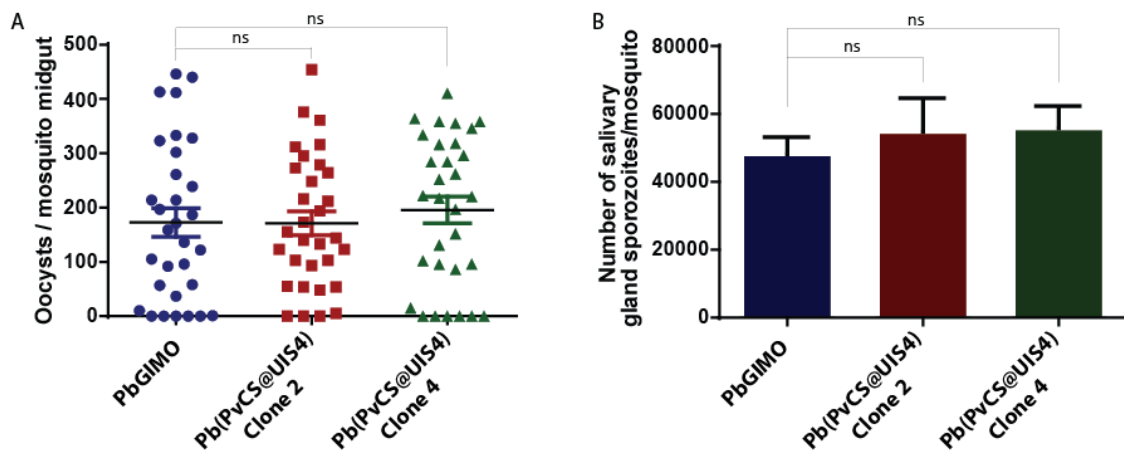 A
ns
ns
Oocysts / mosquito midgut
500
400
300
200
100
0
PbGIMO
Pb(PvCS@UIS4)
Clone 2
Pb(PvCS@UIS4)
Clone 4
B
ns
ns
Number of salivary
gland sporozoites/mosquito
80000
60000
40000
20000
0
PbGIMO
Pb(PvCS@UIS4)
Clone 2
Pb(PvCS@UIS4)
Clone 4